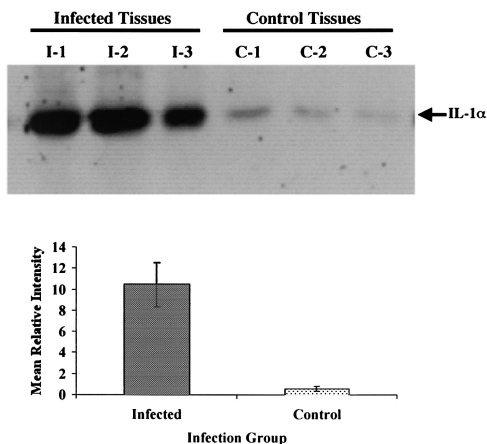 Infected Tissues Control Tissues
I-1 I-2 I-3 C-1 C-2 C-3
IL-1α
14
12
10
8
6
4
2
0
Mean Relative Intensity
Infected Control
Infection Group